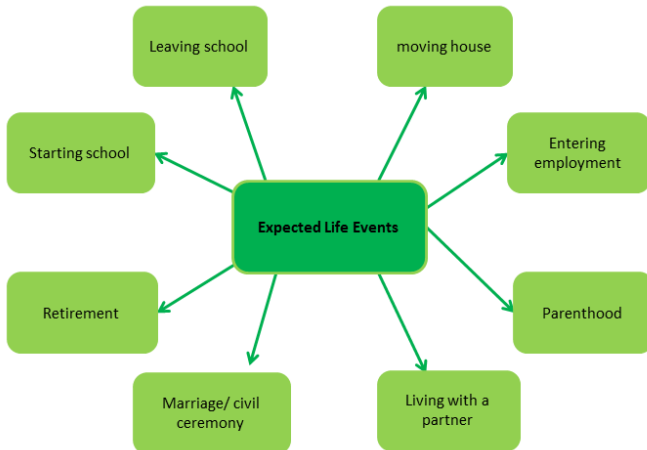 Leaving school
moving house
Starting school
Entering
employment
Expected Life Events
Retirement
Parenthood
Marriage/ civil
ceremony
Living with a
partner